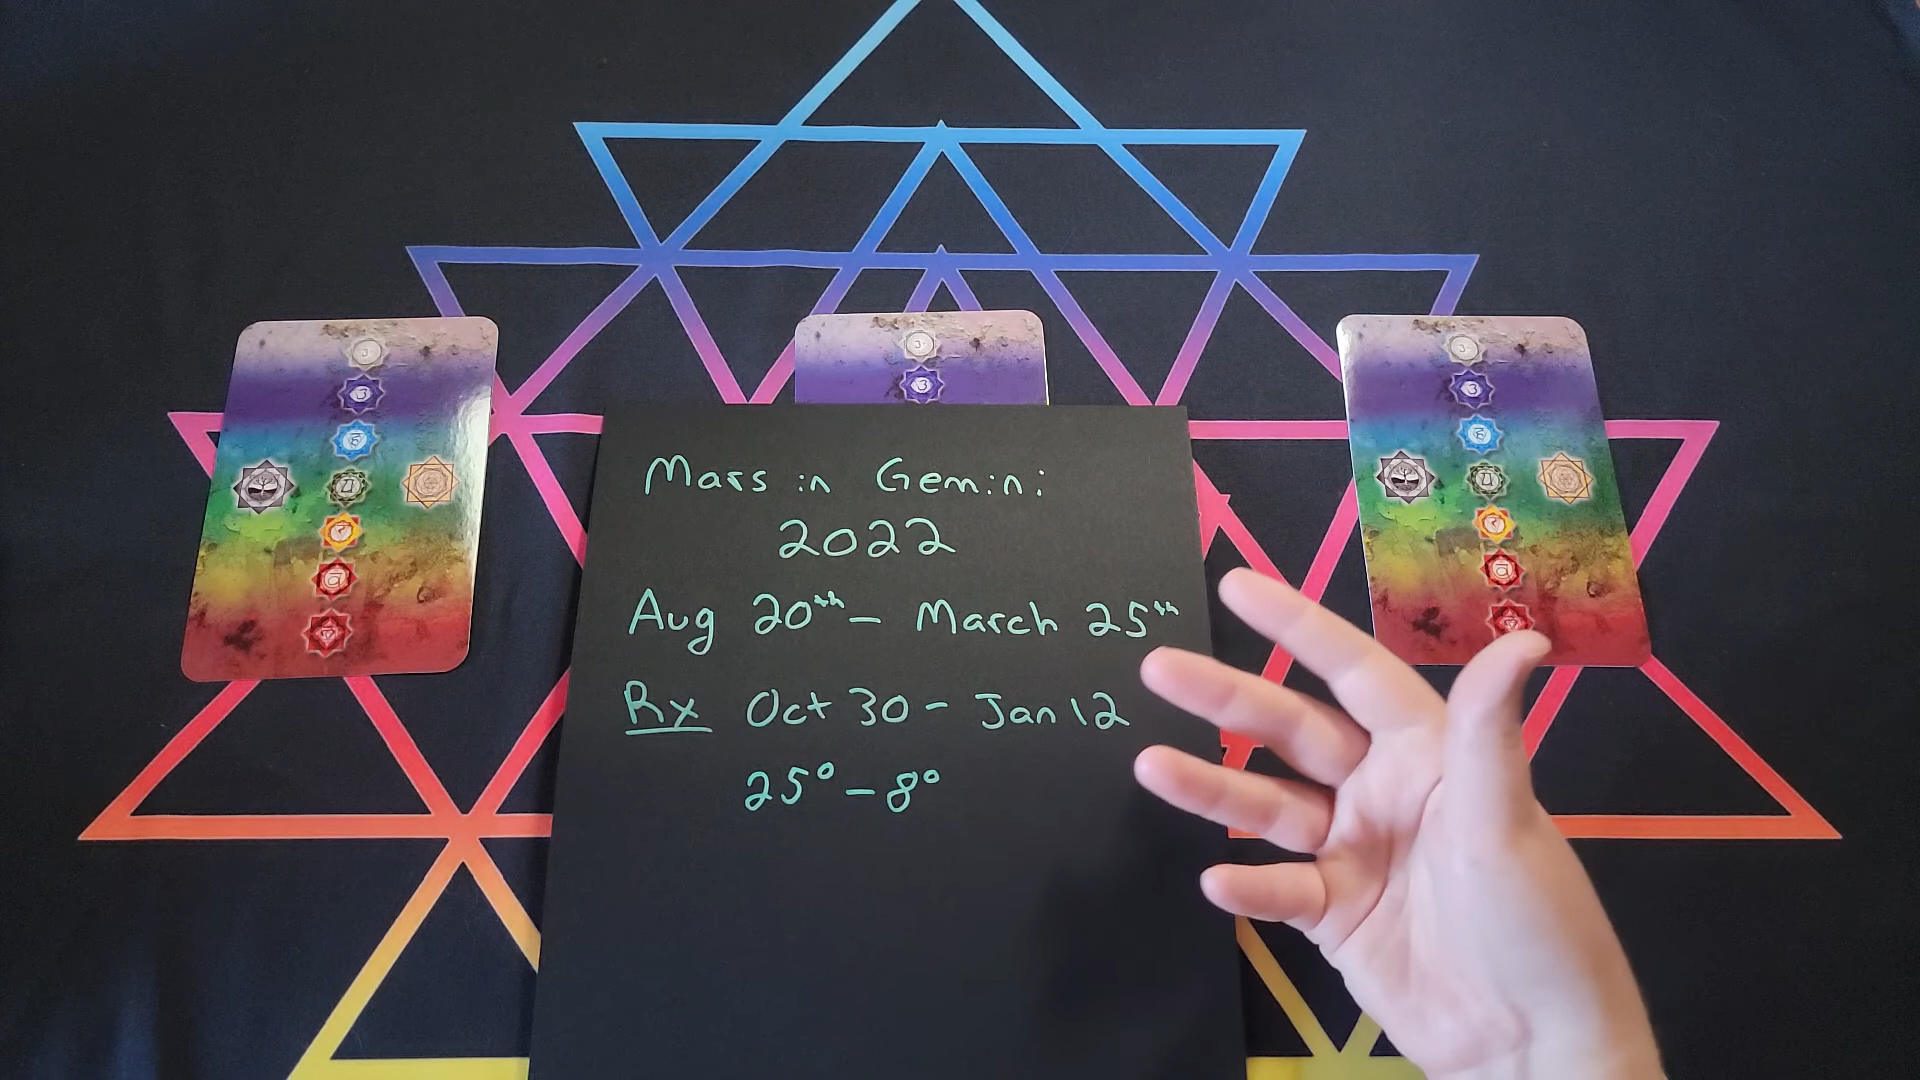 Mars in Gemini
2022
Aug 20th - March 25th
Rx Oct 30 - Jan 12
25° - 8°